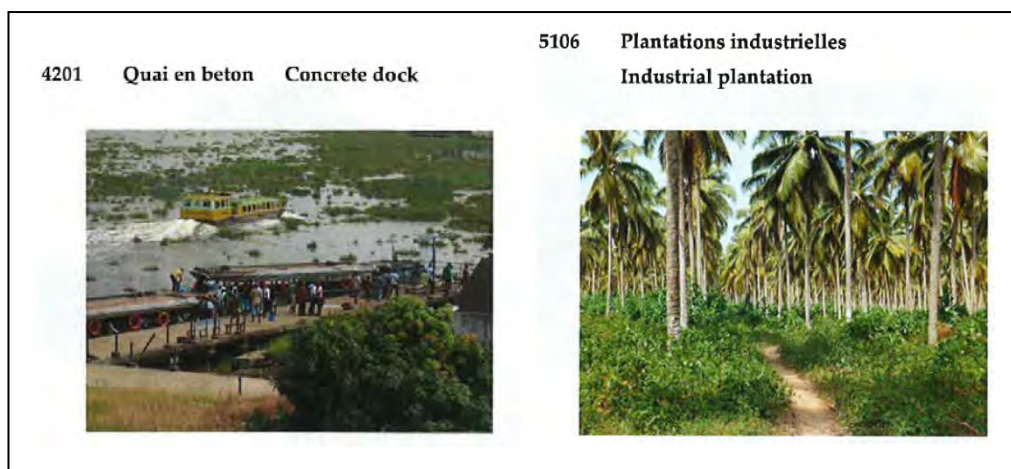 4201 Quai en beton Concrete dock
5106 Plantations industrielles
Industrial plantation